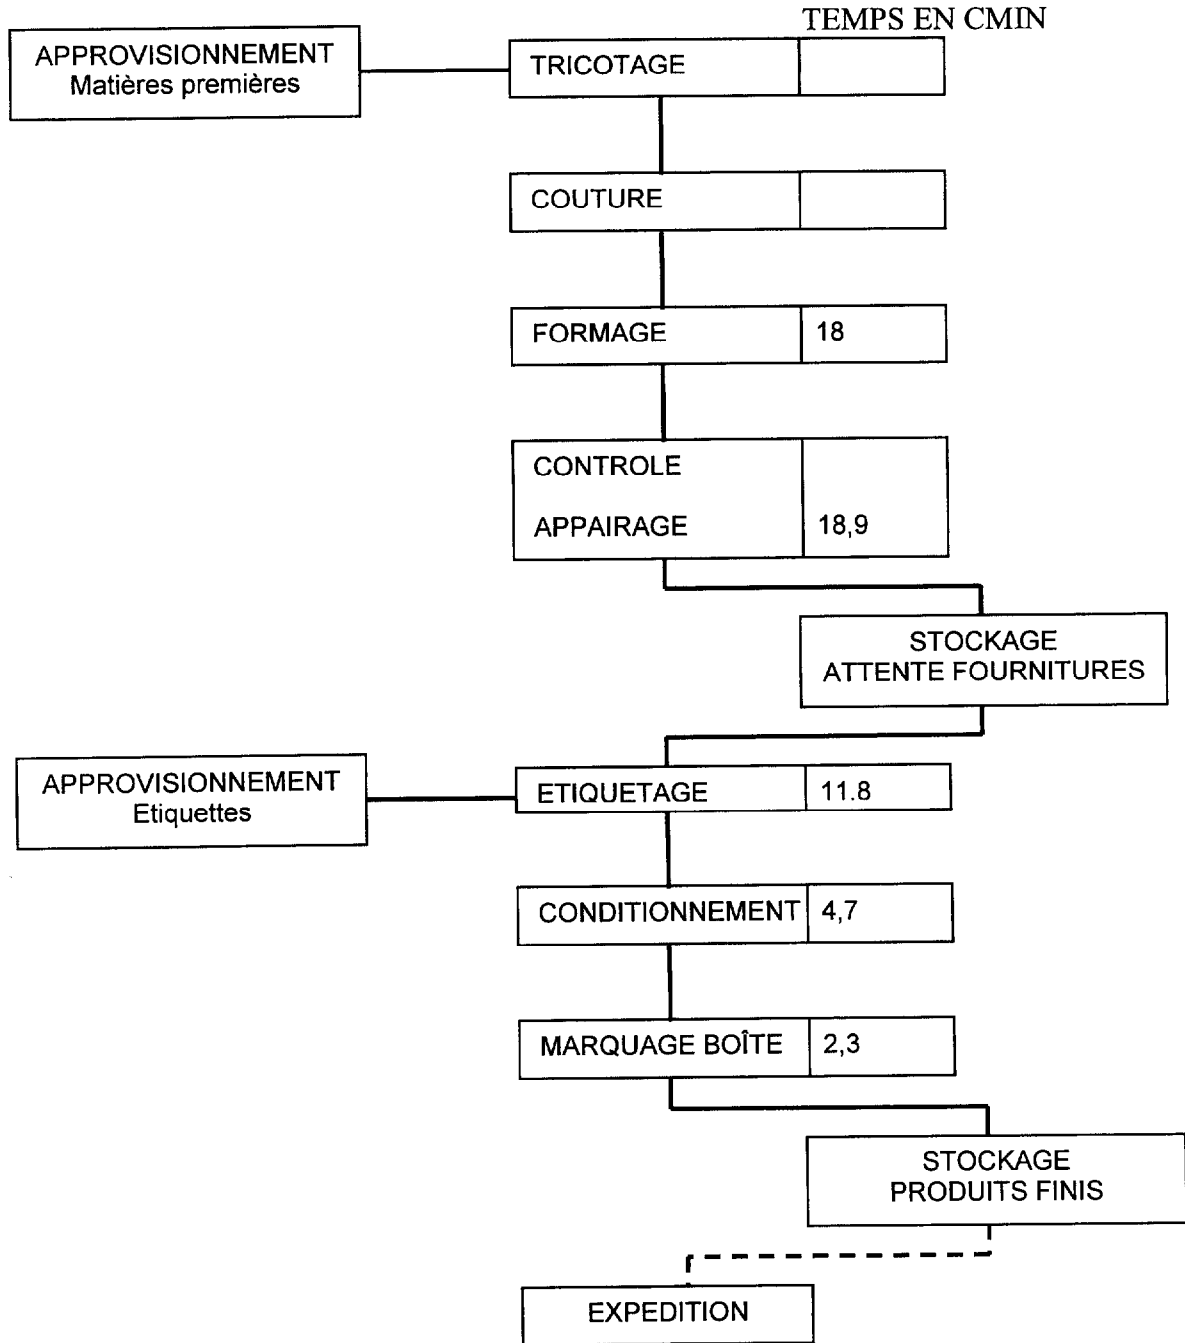 TEMPS EN CMIN
APPROVISIONNEMENT
Matières premières
TRICOTAGE
COUTURE
FORMAGE 18
CONTROLE
APPAIRAGE 18,9
STOCKAGE
ATTENTE FOURNITURES
APPROVISIONNEMENT
Etiquettes
ETIQUETAGE 11.8
CONDITIONNEMENT 4,7
MARQUAGE BOÎTE 2,3
STOCKAGE
PRODUITS FINIS
EXPEDITION